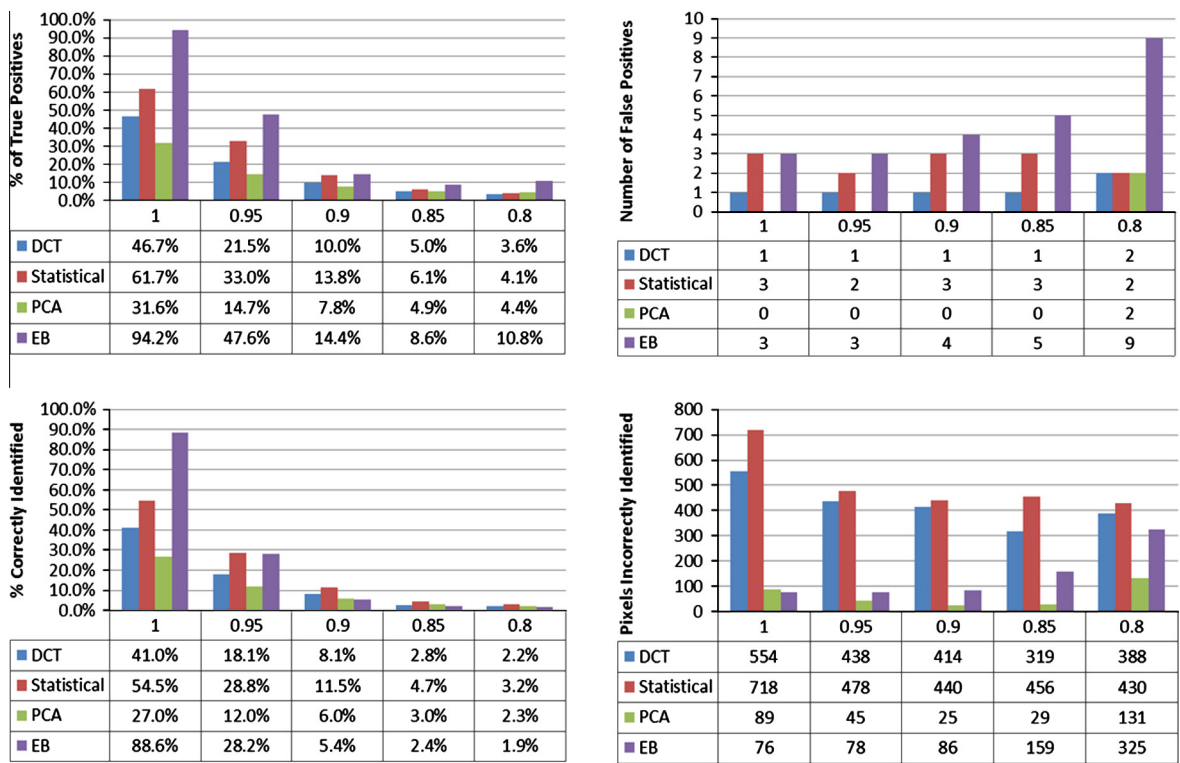 % of True Positives
100.0%
90.0%
80.0%
70.0%
60.0%
50.0%
40.0%
30.0%
20.0%
10.0%
0.0%
1 0.95 0.9 0.85 0.8
DCT 46.7% 21.5% 10.0% 5.0% 3.6%
Statistical 61.7% 33.0% 13.8% 6.1% 4.1%
PCA 31.6% 14.7% 7.8% 4.9% 4.4%
EB 94.2% 47.6% 14.4% 8.6% 10.8%
Number of False Positives
10
9
8
7
6
5
4
3
2
1
0
1 0.95 0.9 0.85 0.8
DCT 1 1 1 1 2
Statistical 3 2 3 3 2
PCA 0 0 0 0 2
EB 3 3 4 5 9
% Correctly Identified
100.0%
90.0%
80.0%
70.0%
60.0%
50.0%
40.0%
30.0%
20.0%
10.0%
0.0%
1 0.95 0.9 0.85 0.8
DCT 41.0% 18.1% 8.1% 2.8% 2.2%
Statistical 54.5% 28.8% 11.5% 4.7% 3.2%
PCA 27.0% 12.0% 6.0% 3.0% 2.3%
EB 88.6% 28.2% 5.4% 2.4% 1.9%
Pixels Incorrectly Identified
800
700
600
500
400
300
200
100
0
1 0.95 0.9 0.85 0.8
DCT 554 438 414 319 388
Statistical 718 478 440 456 430
PCA 89 45 25 29 131
EB 76 78 86 159 325